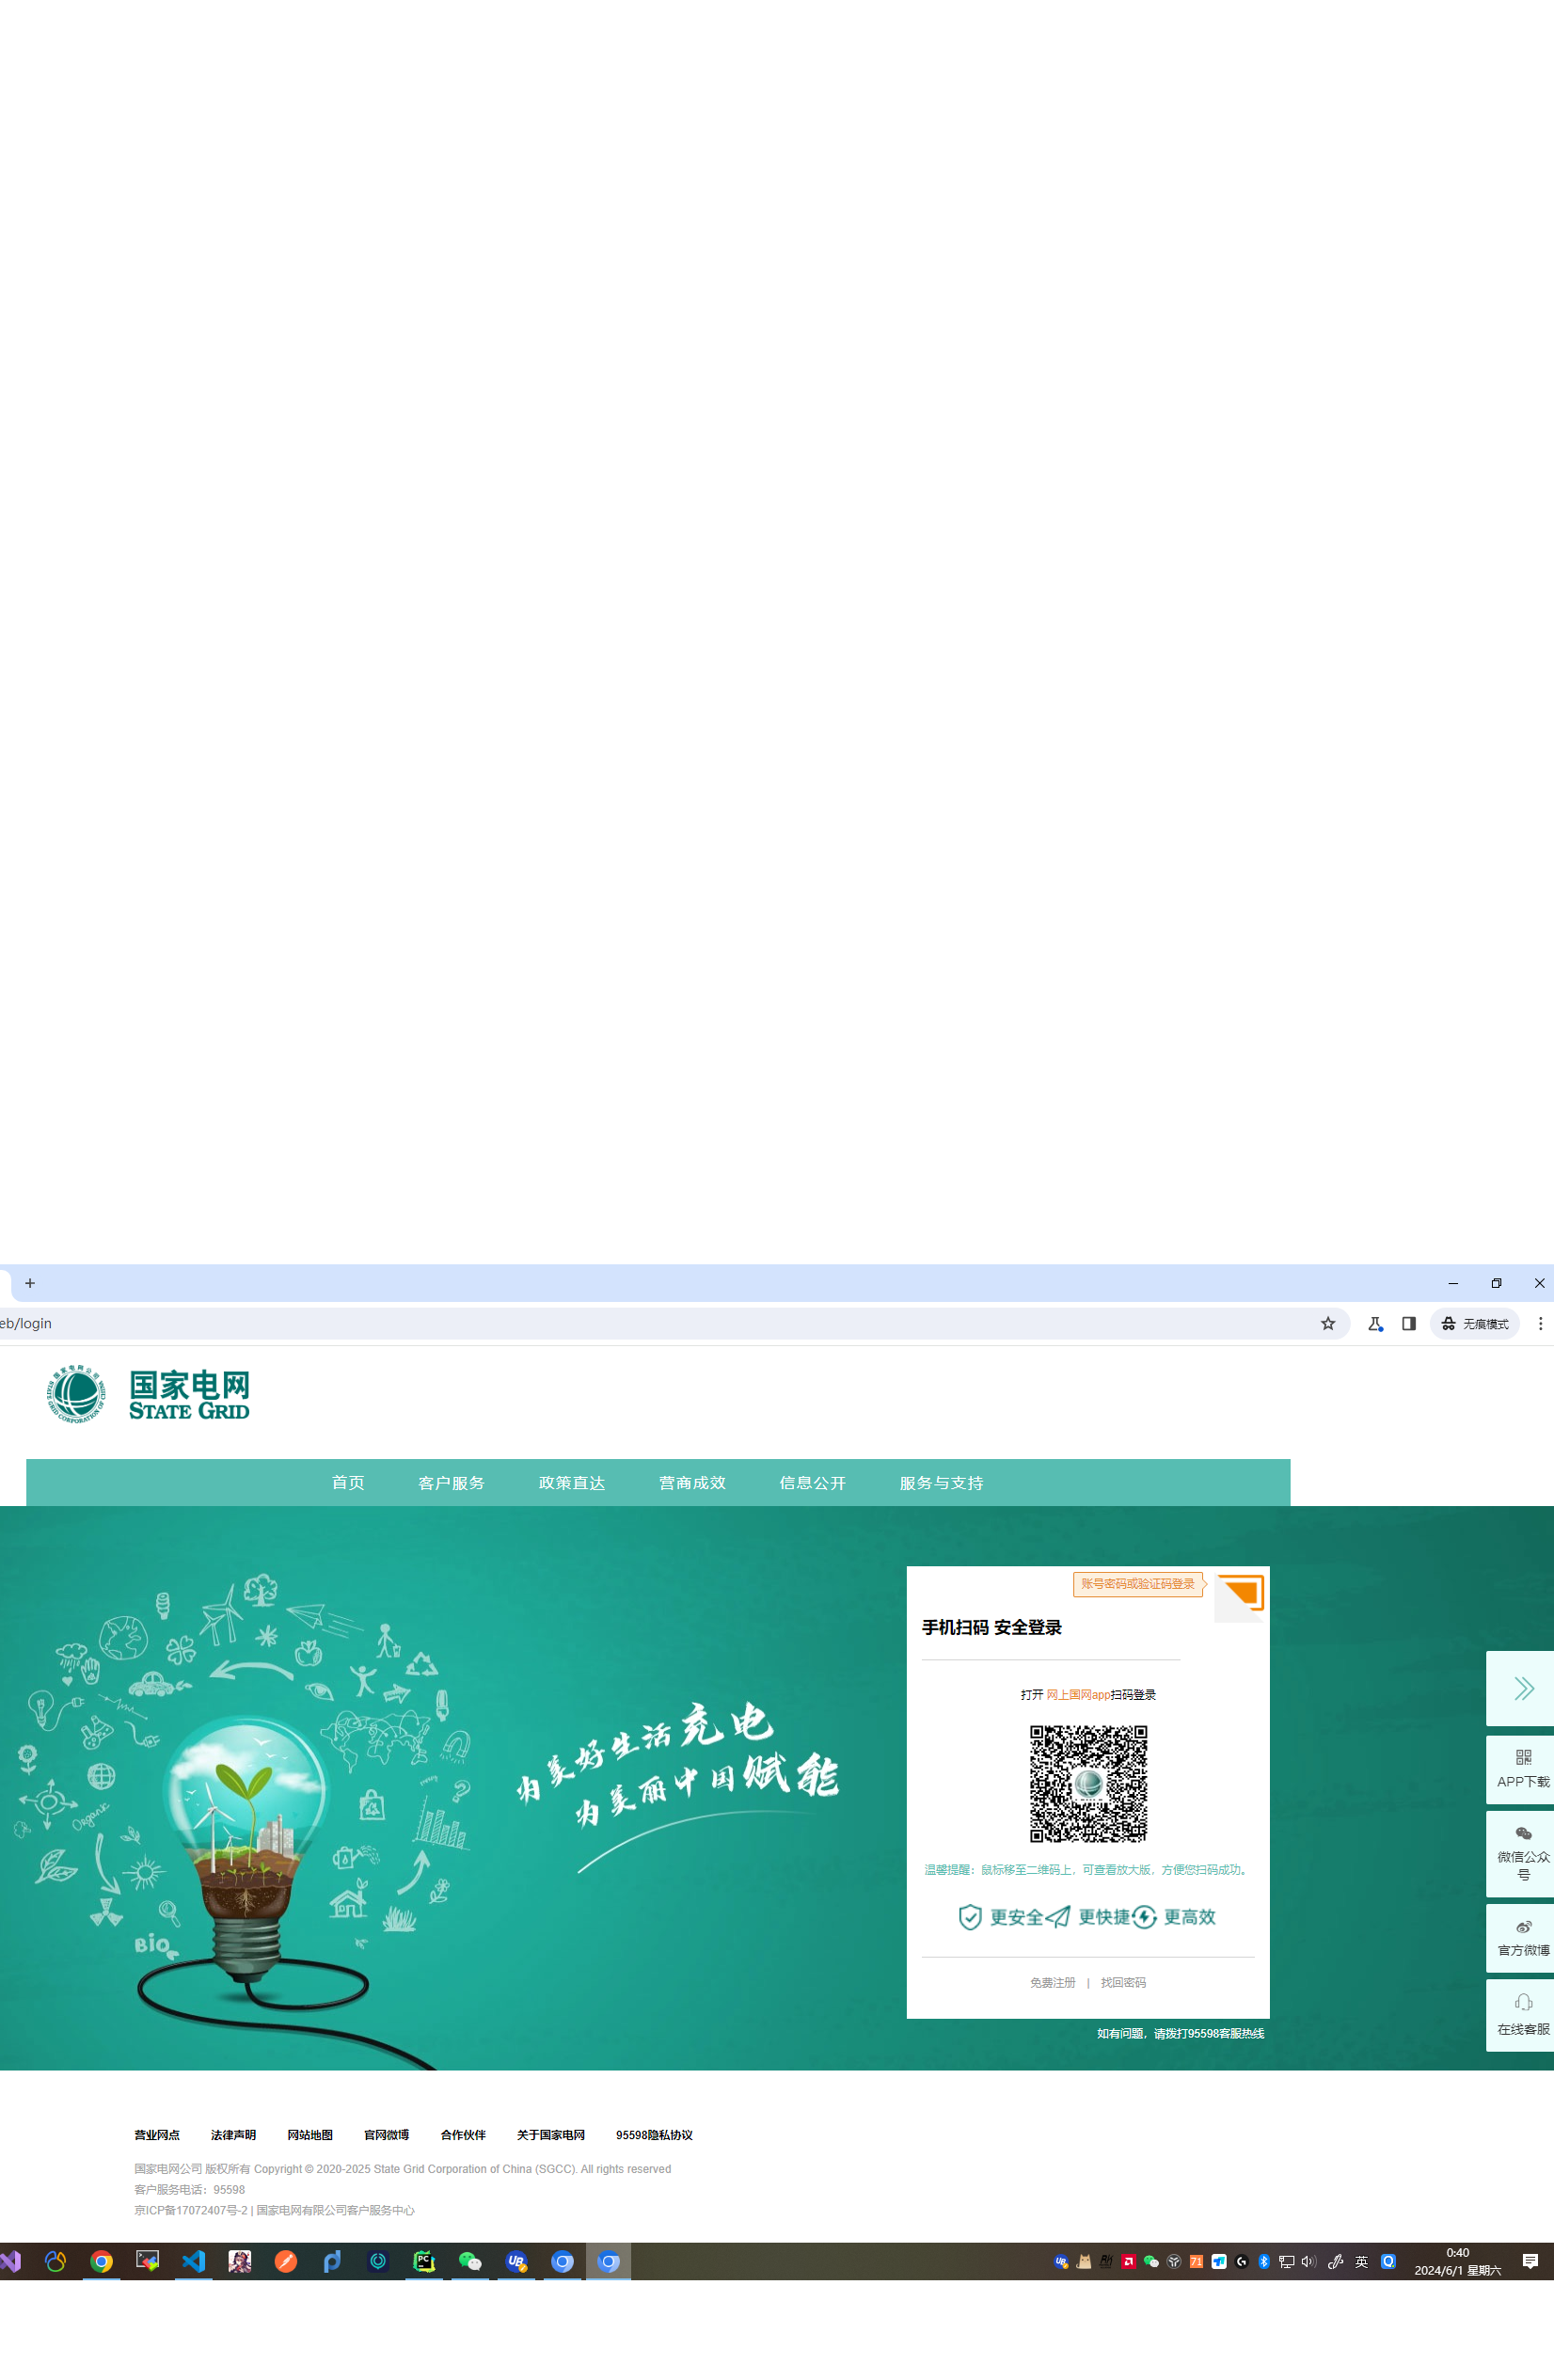 eb/login
无痕模式
国家电网
STATE GRID
首页 客户服务 政策直达 营商成效 信息公开 服务与支持
账号密码或验证码登录
手机扫码 安全登录
打开 网上国网app扫码登录
为美好生活充电
为美丽中国赋能
温馨提醒：鼠标移至二维码上，可查看放大版，方便您扫码成功。
更安全 更快捷 更高效
免费注册 | 找回密码
如有问题，请拨打95598客服热线
APP下载
微信公众
号
官方微博
在线客服
organic
BIO
营业网点 法律声明 网站地图 官网微博 合作伙伴 关于国家电网 95598隐私协议
国家电网公司 版权所有 Copyright © 2020-2025 State Grid Corporation of China (SGCC). All rights reserved
客户服务电话：95598
京ICP备17072407号-2 | 国家电网有限公司客户服务中心
PC
UB
71
英
0:40
2024/6/1 星期六